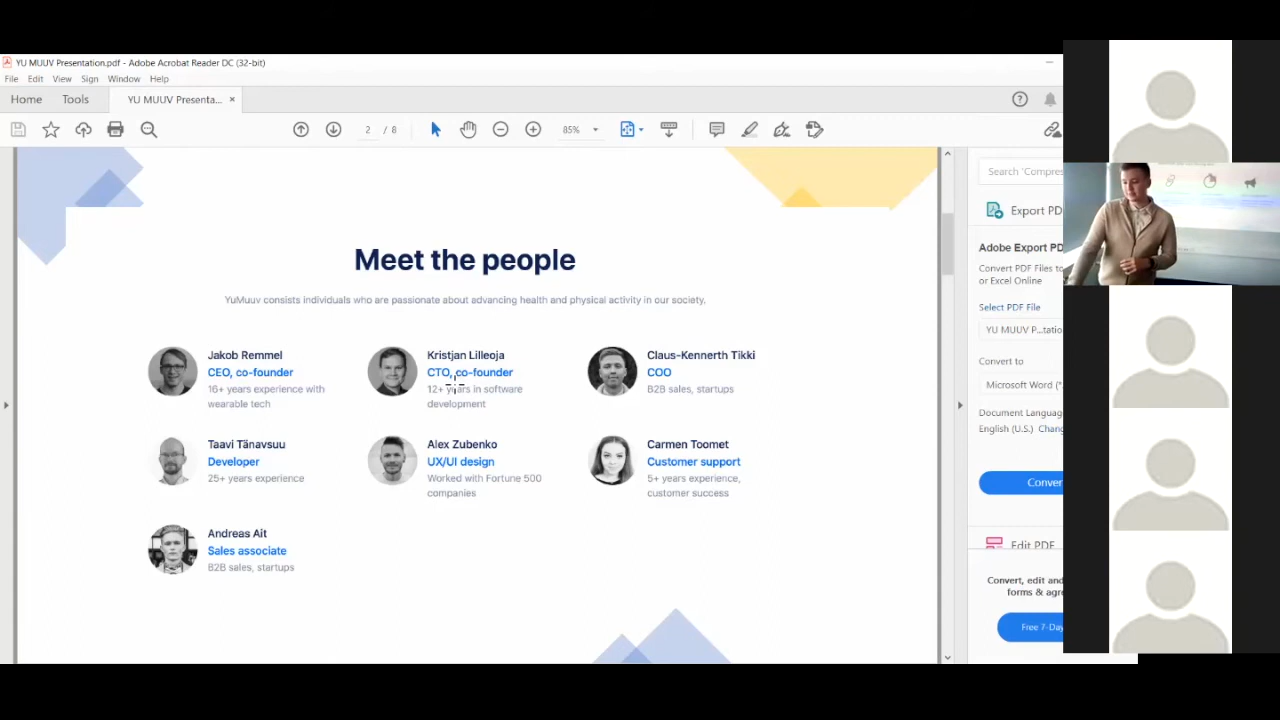 YU MUUV Presentation.pdf - Adobe Acrobat Reader DC (32-bit)
File Edit View Sign Window Help
Home Tools YU MUUV Presenta... ×
2 / 8 85%
Search 'Compres
Export PD
Adobe Export PD
Convert PDF Files to
or Excel Online
Select PDF File
YU MUUV P...tatio
Convert to
Microsoft Word (*
Document Languag
English (U.S.) Chang
Conver
Edit PDF
Convert, edit and
forms & agre
Free 7-Day
Meet the people
YuMuuv consists individuals who are passionate about advancing health and physical activity in our society.
Jakob Remmel
CEO, co-founder
16+ years experience with
wearable tech
Kristjan Lilleoja
CTO, co-founder
12+ years in software
development
Claus-Kennerth Tikki
COO
B2B sales, startups
Taavi Tänavsuu
Developer
25+ years experience
Alex Zubenko
UX/UI design
Worked with Fortune 500
companies
Carmen Toomet
Customer support
5+ years experience,
customer success
Andreas Ait
Sales associate
B2B sales, startups